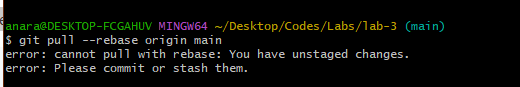 anara@DESKTOP-FCGAHUV MINGW64 ~/Desktop/Codes/Labs/lab-3 (main)
$ git pull --rebase origin main
error: cannot pull with rebase: You have unstaged changes.
error: Please commit or stash them.